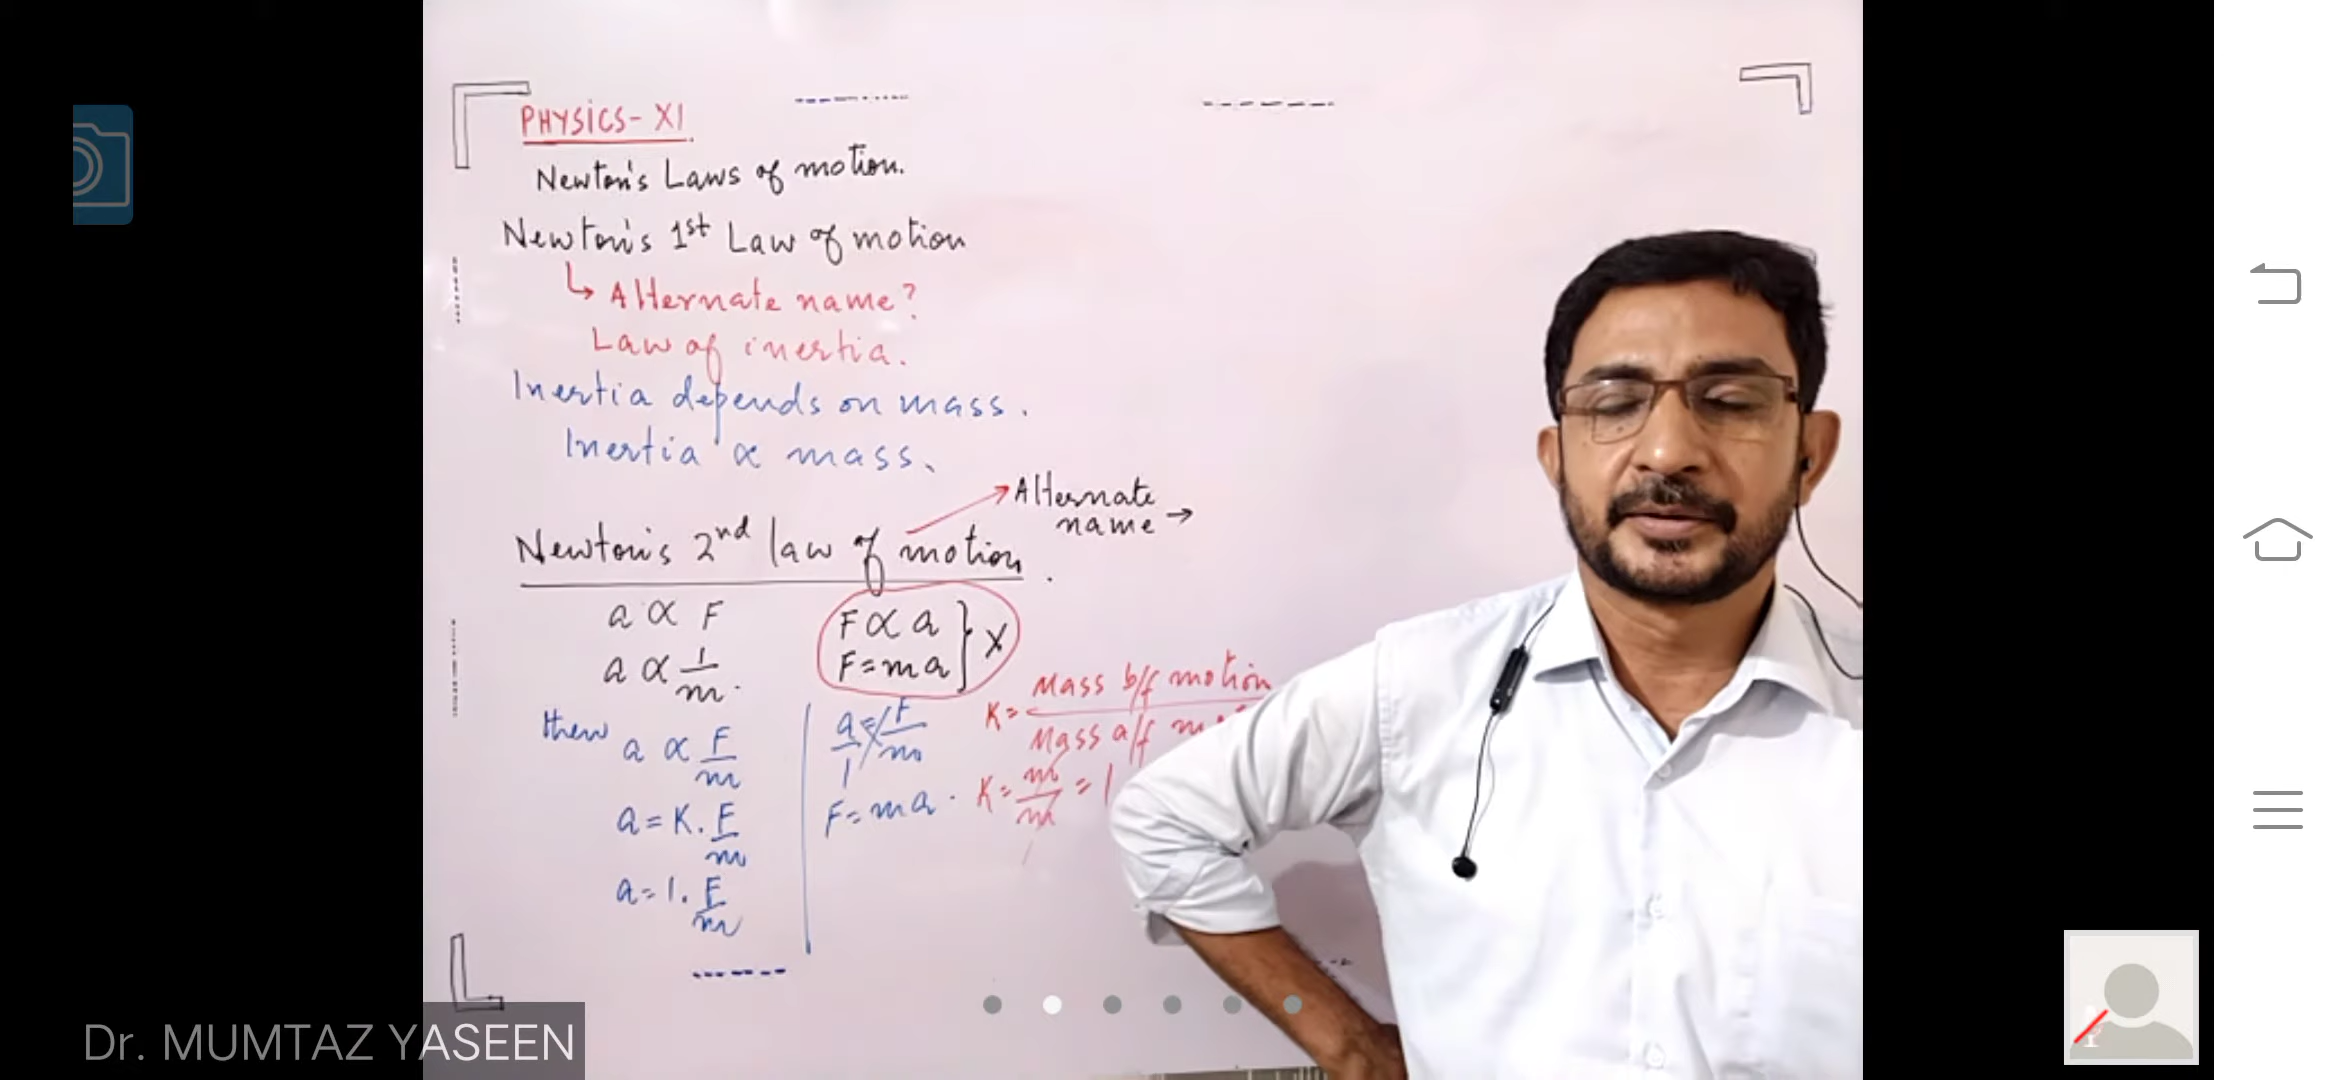 PHYSICS-XI
Newton's Laws of motion.
Newton's 1st Law of motion
↳ Alternate name?
Law of inertia.
Inertia depends on mass.
Inertia ∝ mass.
Newton's 2nd law of motion.
Alternate
name →
a ∝ F
a ∝ 1/m.
then a ∝ F/m
a = K. F/m
a = 1. F/m
F ∝ a
F = ma } X
a/1 = F/m
F = ma.
K = Mass b/f motion
Mass a/f
K = m/m = 1
Dr. MUMTAZ YASEEN